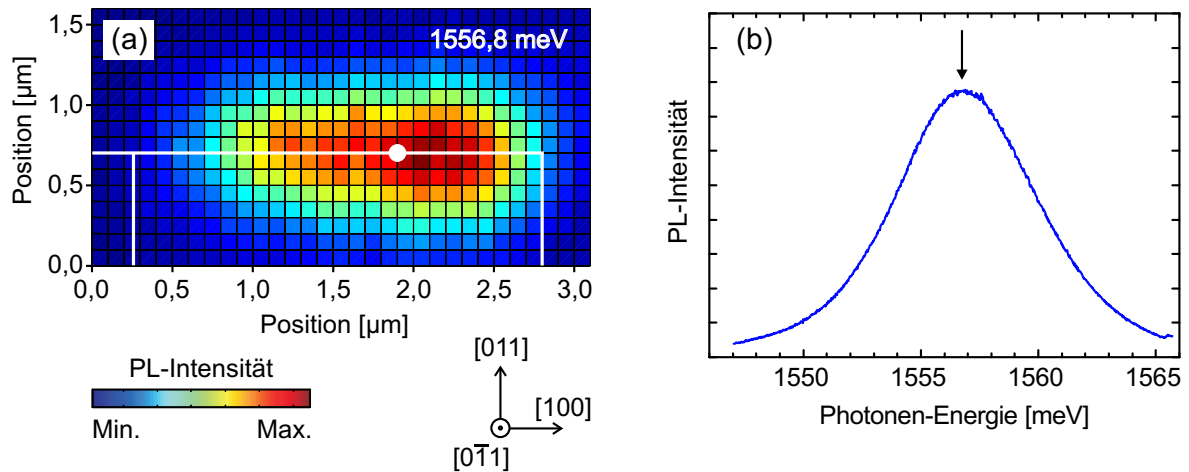 (a)
1556,8 meV
Position [µm]
1,5
1,0
0,5
0,0
0,0 0,5 1,0 1,5 2,0 2,5 3,0
Position [µm]
PL-Intensität
Min. Max.
[011]
[100]
[01̅1]
(b)
PL-Intensität
1550 1555 1560 1565
Photonen-Energie [meV]